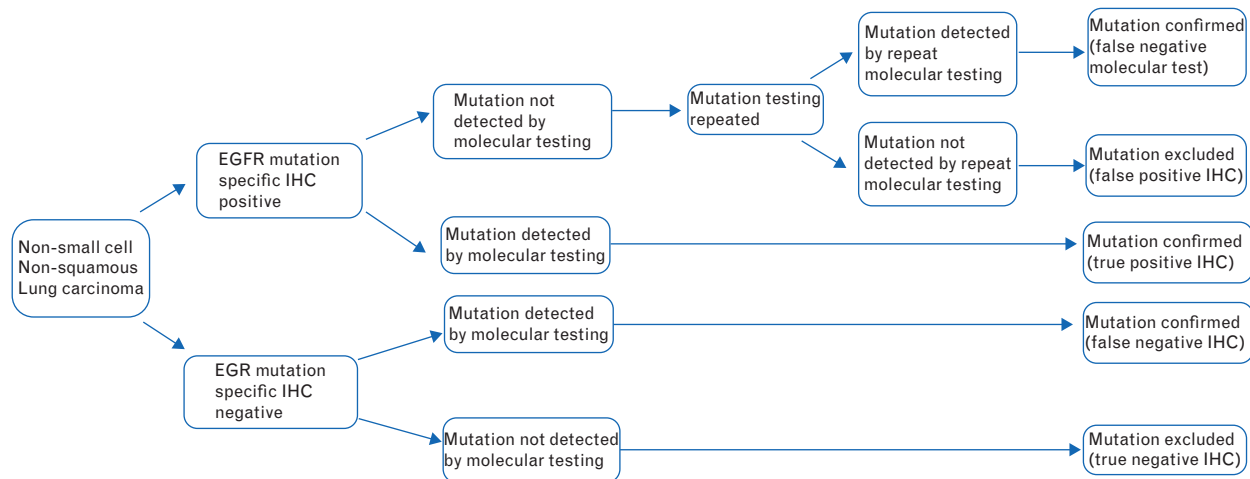 Non-small cell
Non-squamous
Lung carcinoma
EGFR mutation
specific IHC
positive
Mutation not
detected by
molecular testing
Mutation testing
repeated
Mutation detected
by repeat
molecular testing
Mutation confirmed
(false negative
molecular test)
Mutation not
detected by repeat
molecular testing
Mutation excluded
(false positive IHC)
Mutation detected
by molecular testing
Mutation confirmed
(true positive IHC)
EGR mutation
specific IHC
negative
Mutation detected
by molecular testing
Mutation confirmed
(false negative IHC)
Mutation not detected
by molecular testing
Mutation excluded
(true negative IHC)